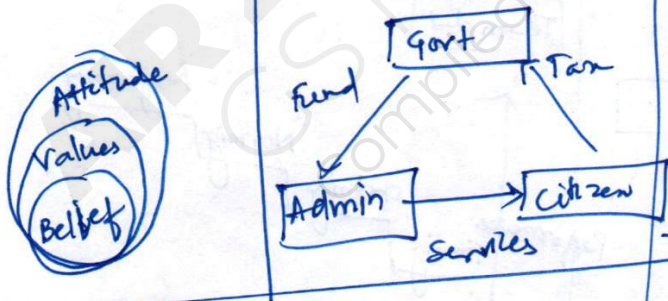 Attitude
Values
Belief
Govt
Fund
Tax
Admin
Citizen
Services